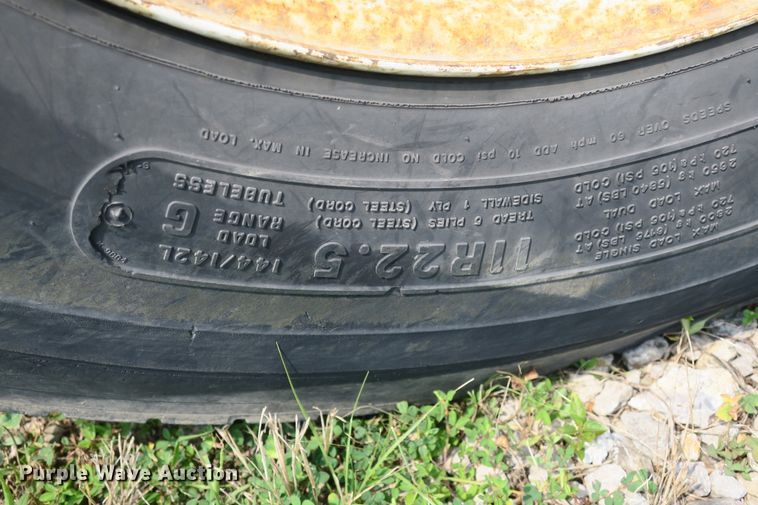 MAX. LOAD SINGLE
2800 kg (6175 LBS) AT
720 kPa (105 PSI) COLD
MAX. LOAD DUAL
2650 kg (5840 LBS) AT
720 kPa (105 PSI) COLD
11R22.5
TREAD 5 PLIES (STEEL CORD)
SIDEWALL 1 PLY (STEEL CORD)
144/142L
LOAD
RANGE G
TUBELESS
SPEEDS OVER 60 mph ADD 10 psi COLD NO INCREASE IN MAX. LOAD
Purple Wave Auction